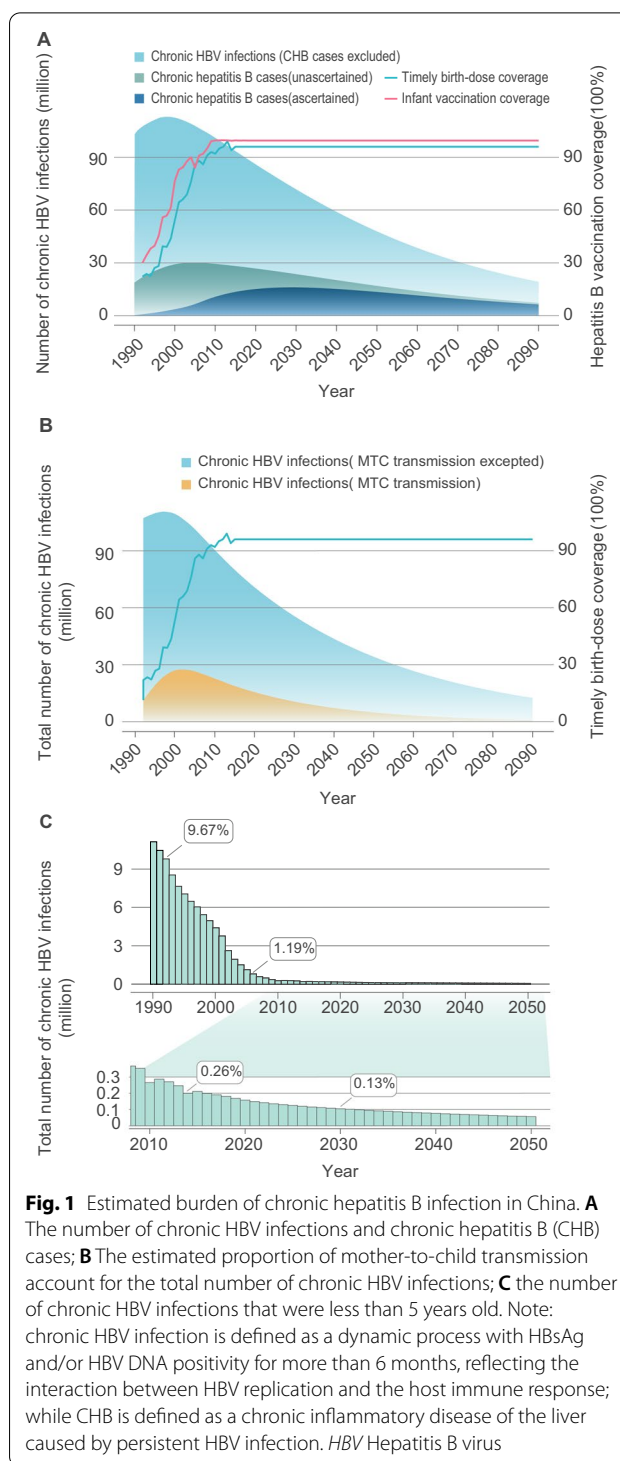 A
Chronic HBV infections (CHB cases excluded)
Chronic hepatitis B cases(unascertained)
Timely birth-dose coverage
Chronic hepatitis B cases(ascertained)
Infant vaccination coverage
Number of chronic HBV infections (million)
90
60
30
0
Hepatitis B vaccination coverage(100%)
90
60
30
0
1990
2000
2010
2020
2030
2040
2050
2060
2070
2080
2090
Year
B
Chronic HBV infections( MTC transmission excepted)
Chronic HBV infections( MTC transmission)
Total number of chronic HBV infections
(million)
90
60
30
0
Timely birth-dose coverage (100%)
90
60
30
0
1990
2000
2010
2020
2030
2040
2050
2060
2070
2080
2090
Year
C
Total number of chronic HBV infections
(million)
9.67%
9
6
3
0
1.19%
1990
2000
2010
2020
2030
2040
2050
0.3
0.2
0.1
0
0.26%
0.13%
2010
2020
2030
2040
2050
Year
Fig. 1 Estimated burden of chronic hepatitis B infection in China. A
The number of chronic HBV infections and chronic hepatitis B (CHB)
cases; B The estimated proportion of mother-to-child transmission
account for the total number of chronic HBV infections; C the number
of chronic HBV infections that were less than 5 years old. Note:
chronic HBV infection is defined as a dynamic process with HBsAg
and/or HBV DNA positivity for more than 6 months, reflecting the
interaction between HBV replication and the host immune response;
while CHB is defined as a chronic inflammatory disease of the liver
caused by persistent HBV infection. HBV Hepatitis B virus